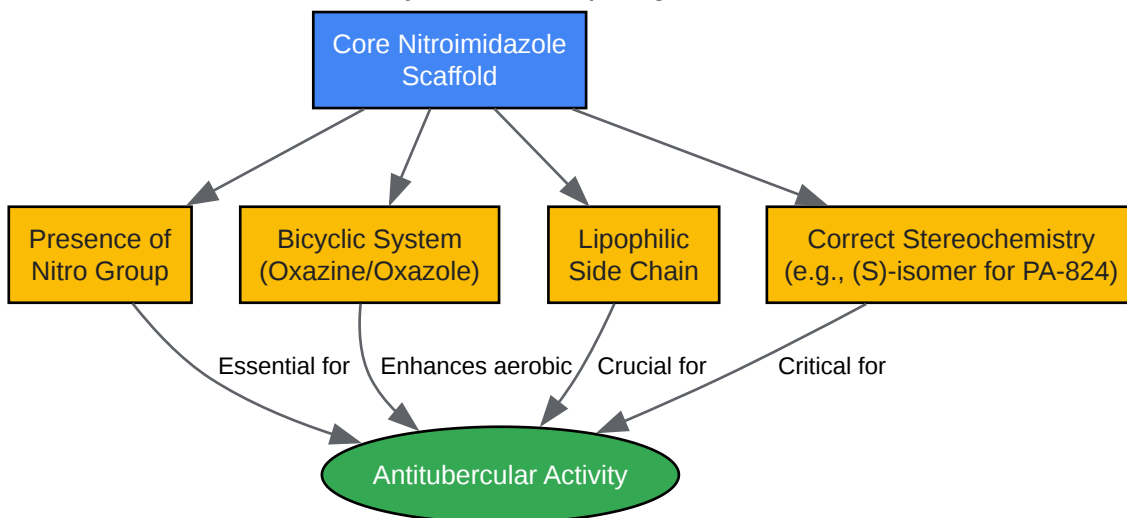 Core Nitroimidazole
Scaffold
Presence of
Nitro Group
Bicyclic System
(Oxazine/Oxazole)
Lipophilic
Side Chain
Correct Stereochemistry
(e.g., (S)-isomer for PA-824)
Essential for
Enhances aerobic
Crucial for
Critical for
Antitubercular Activity